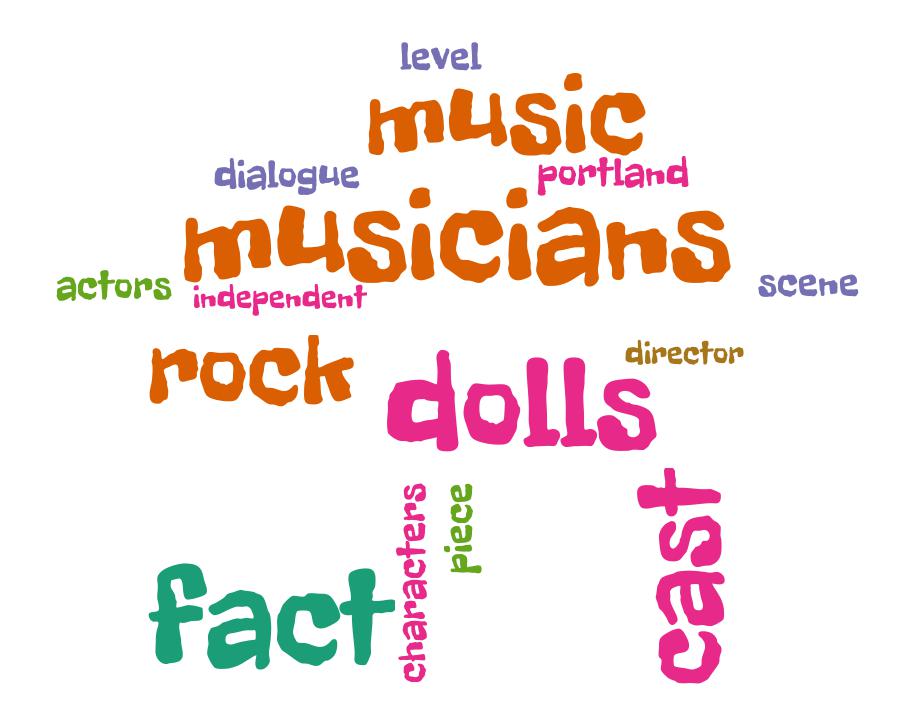 level
music
dialogue portland
musicians
actors independent scene
rock director
dolls
characters piece cast
fact